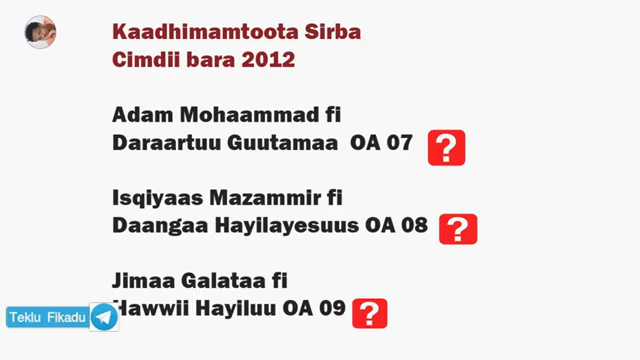 Kaadhimamtoota Sirba
Cimdii bara 2012
Adam Mohaammad fi
Daraartuu Guutamaa OA 07 ?
Isqiyaas Mazammir fi
Daangaa Hayilayesuus OA 08 ?
Jimaa Galataa fi
Hawwii Hayiluu OA 09 ?
Teklu Fikadu